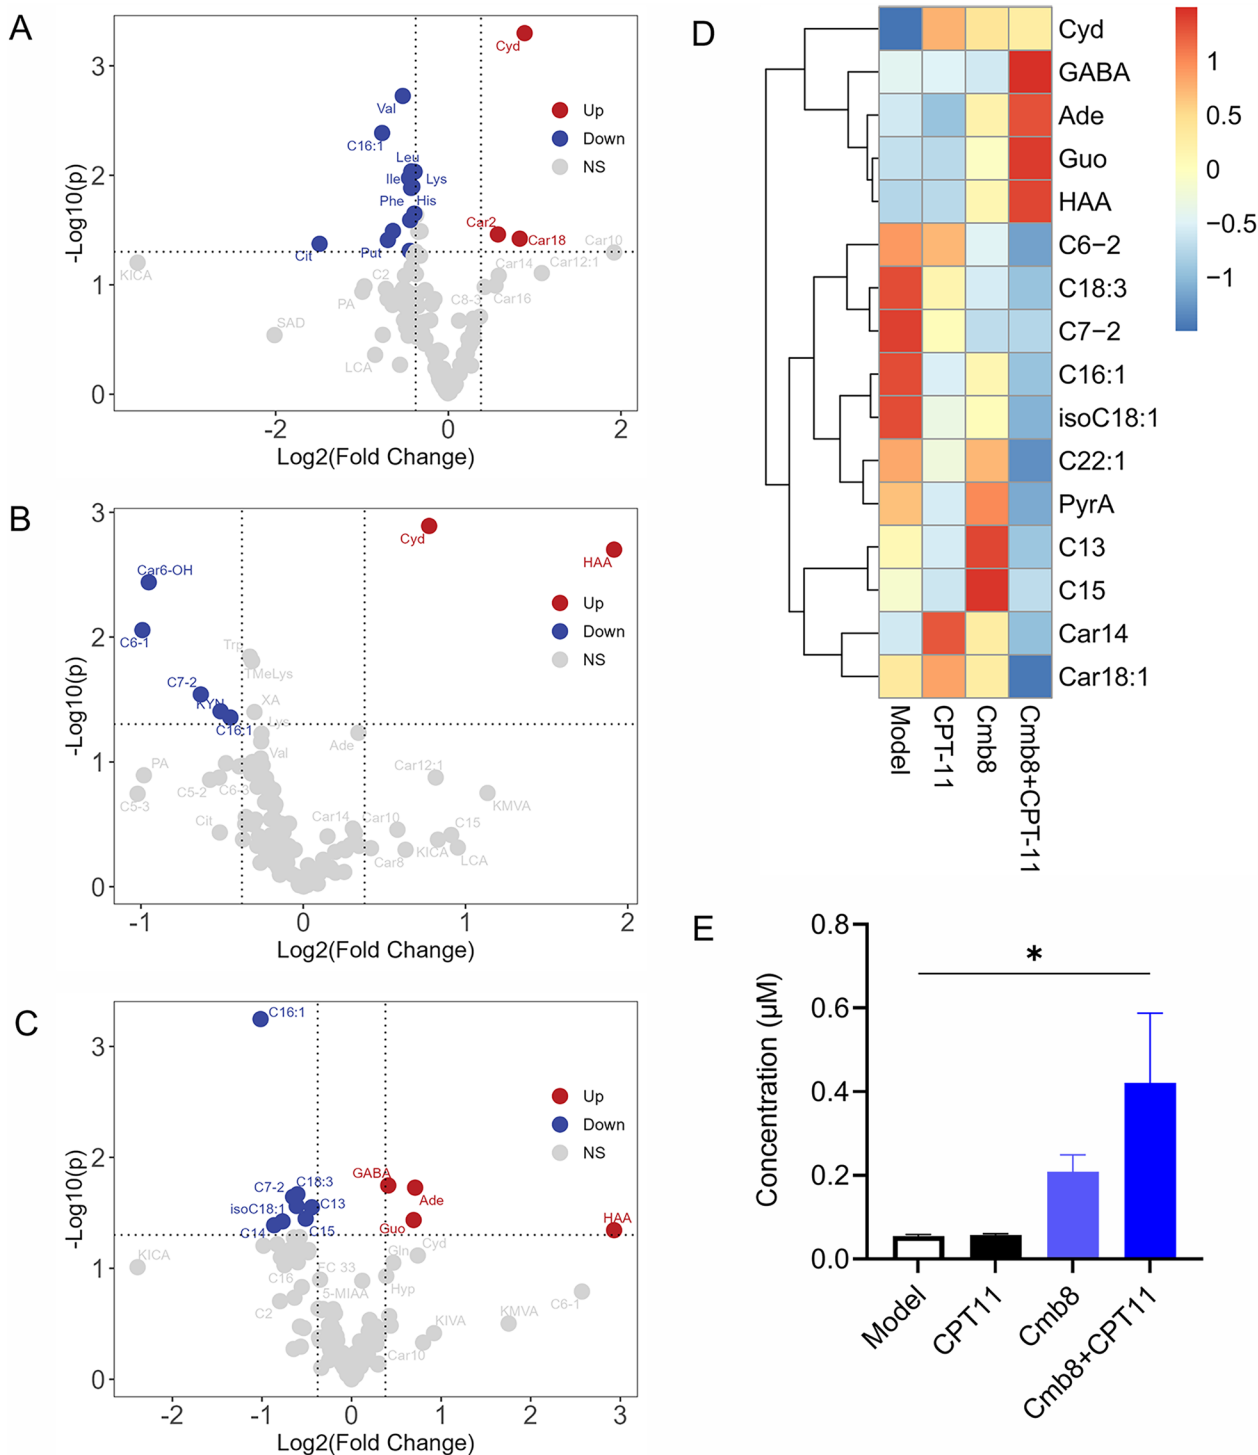 A
-Log10(p)
3
2
1
0
Cyd
Val
C16:1
Leu
Ile
Lys
Phe
His
Put
Cit
Car2
Car18
Car10
KICA
C2
PA
SAD
LCA
Car14
Car12:1
C8-3
Car16
Up
Down
NS
-2
0
2
Log2(Fold Change)
B
-Log10(p)
3
2
1
0
Cyd
HAA
Car6-OH
C6-1
C7-2
KYN
C16:1
Trp
TMeLys
XA
Lys
Val
Ade
PA
C5-3
C5-2
C6-3
Cit
Car12:1
KMVA
Car14
Car10
C15
Car8
KICA
LCA
Up
Down
NS
-1
0
1
2
Log2(Fold Change)
C
-Log10(p)
3
2
1
0
C16:1
C7-2
C18:3
isoC18:1
C13
C14
C15
GABA
Ade
Guo
HAA
KICA
C16
C2
FC 33
5-MIAA
Gln
Cyd
Hyp
C6-1
KMVA
KIVA
Car10
Up
Down
NS
-2
-1
0
1
2
3
Log2(Fold Change)
D
Cyd
GABA
Ade
Guo
HAA
C6−2
C18:3
C7−2
C16:1
isoC18:1
C22:1
PyrA
C13
C15
Car14
Car18:1
Model
CPT-11
Cmb8
Cmb8+CPT-11
1
0.5
0
−0.5
−1
E
Concentration (µM)
0.8
0.6
0.4
0.2
0.0
*
Model
CPT11
Cmb8
Cmb8+CPT11